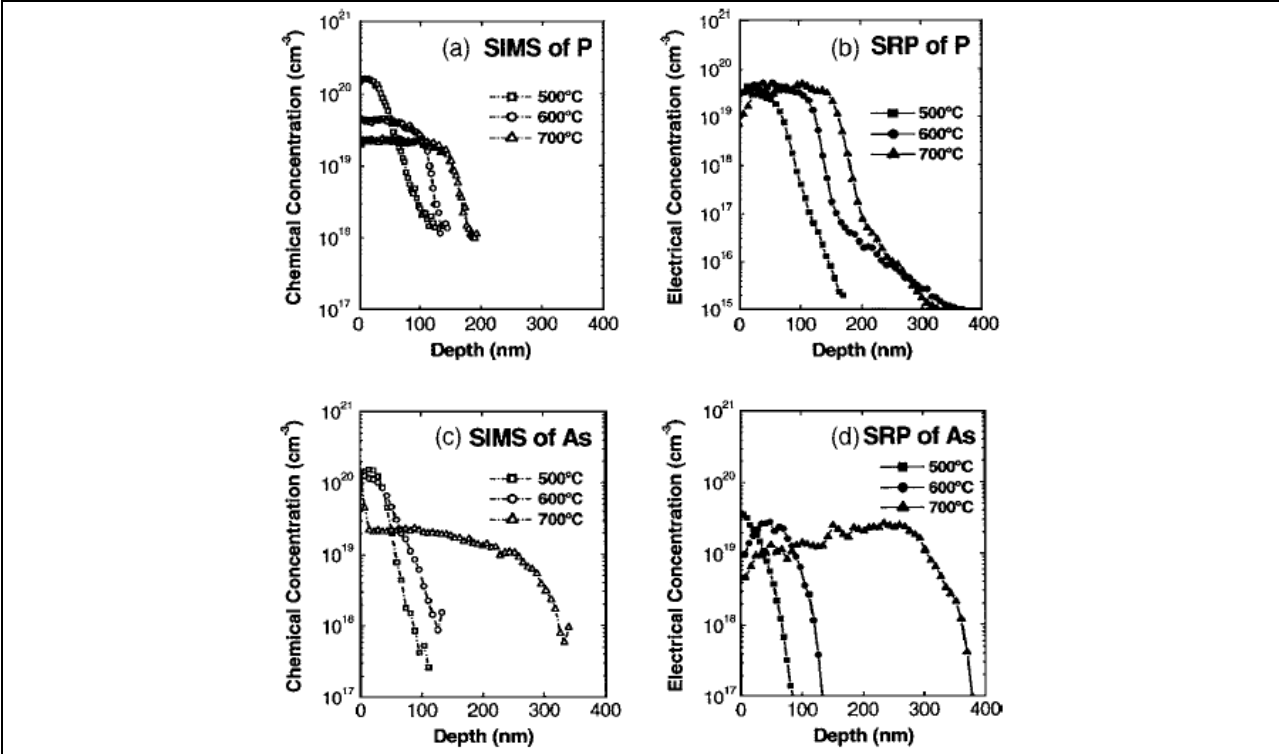 (a) SIMS of P
Chemical Concentration (cm⁻³)
10²¹
10²⁰
10¹⁹
10¹⁸
10¹⁷
500°C
600°C
700°C
0 100 200 300 400
Depth (nm)
(b) SRP of P
Electrical Concentration (cm⁻³)
10²¹
10²⁰
10¹⁹
10¹⁸
10¹⁷
10¹⁶
10¹⁵
500°C
600°C
700°C
0 100 200 300 400
Depth (nm)
(c) SIMS of As
Chemical Concentration (cm⁻³)
10²¹
10²⁰
10¹⁹
10¹⁸
10¹⁷
500°C
600°C
700°C
0 100 200 300 400
Depth (nm)
(d) SRP of As
Electrical Concentration (cm⁻³)
10²¹
10²⁰
10¹⁹
10¹⁸
10¹⁷
500°C
600°C
700°C
0 100 200 300 400
Depth (nm)